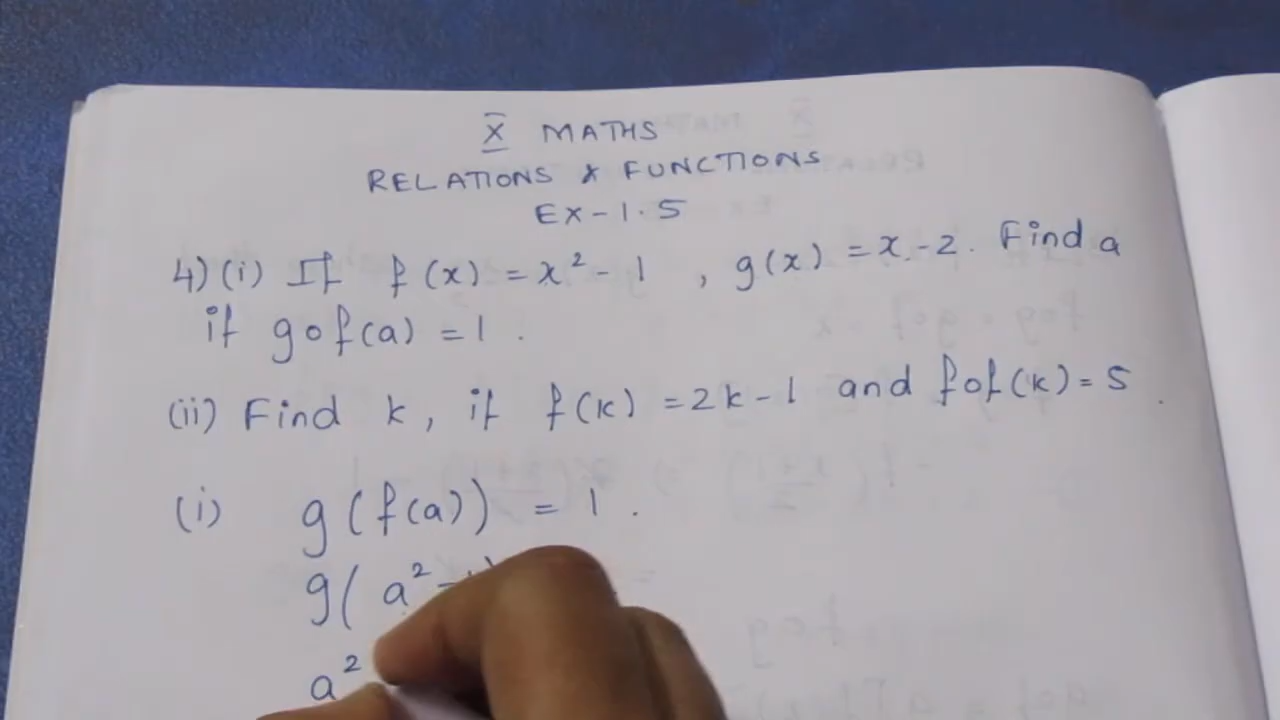 X MATHS
RELATIONS & FUNCTIONS
EX-1.5
4)(i) If f(x) = x² - 1 , g(x) = x - 2. Find a
if gof(a) = 1 .
(ii) Find k, if f(k) = 2k - 1 and fof(k) = 5 .
(i) g(f(a)) = 1 .
g( a² -
a²